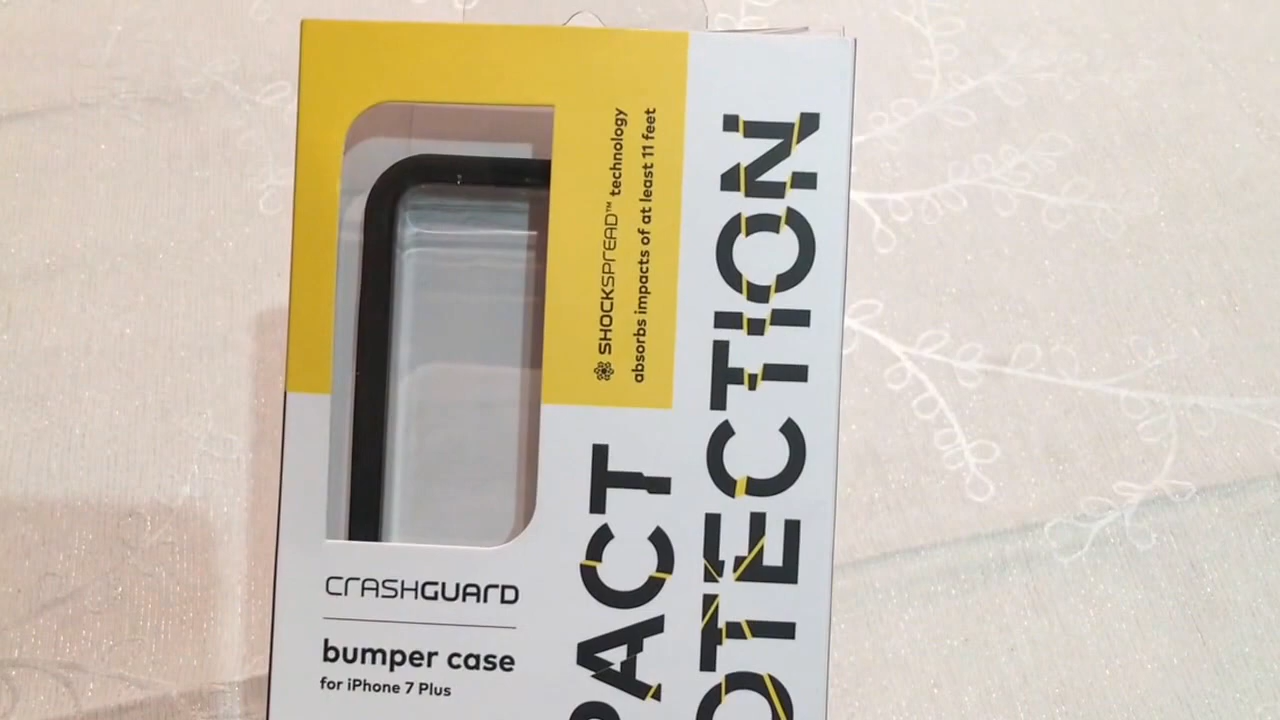 SHOCKSPREAD™ technology
absorbs impacts of at least 11 feet
PACT
OTECTION
CRASHGUARD
bumper case
for iPhone 7 Plus